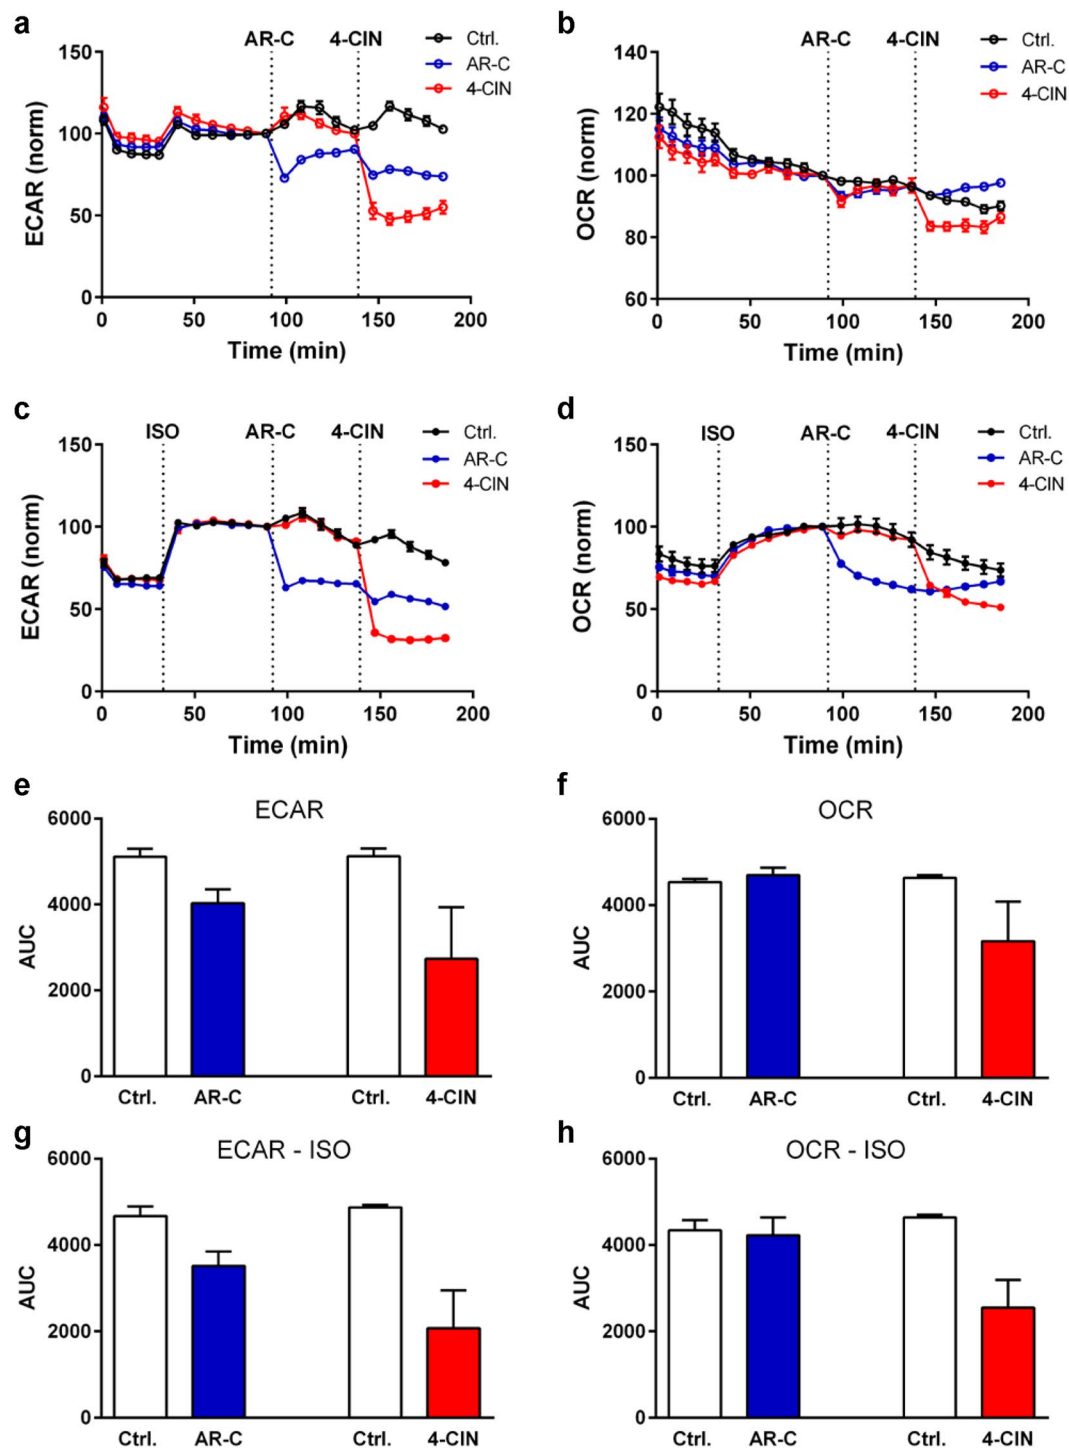 a
AR-C 4-CIN
Ctrl.
AR-C
4-CIN
ECAR (norm)
150
100
50
0
0 50 100 150 200
Time (min)
b
AR-C 4-CIN
Ctrl.
AR-C
4-CIN
OCR (norm)
140
120
100
80
60
0 50 100 150 200
Time (min)
c
ISO AR-C 4-CIN
Ctrl.
AR-C
4-CIN
ECAR (norm)
150
100
50
0
0 50 100 150 200
Time (min)
d
ISO AR-C 4-CIN
Ctrl.
AR-C
4-CIN
OCR (norm)
150
100
50
0
0 50 100 150 200
Time (min)
e
ECAR
AUC
6000
4000
2000
0
Ctrl. AR-C Ctrl. 4-CIN
f
OCR
AUC
6000
4000
2000
0
Ctrl. AR-C Ctrl. 4-CIN
g
ECAR - ISO
AUC
6000
4000
2000
0
Ctrl. AR-C Ctrl. 4-CIN
h
OCR - ISO
AUC
6000
4000
2000
0
Ctrl. AR-C Ctrl. 4-CIN